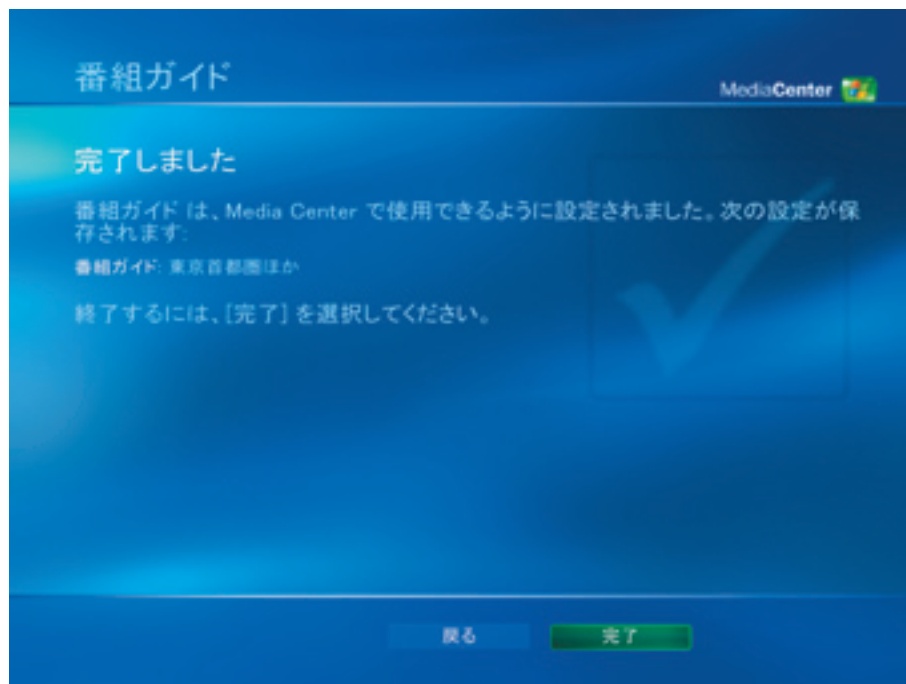 番組ガイド
MediaCenter
完了しました
番組ガイド は、Media Center で使用できるように設定されました。次の設定が保
存されます:
番組ガイド: 東京首都圏ほか
終了するには、[完了] を選択してください。
戻る 完了